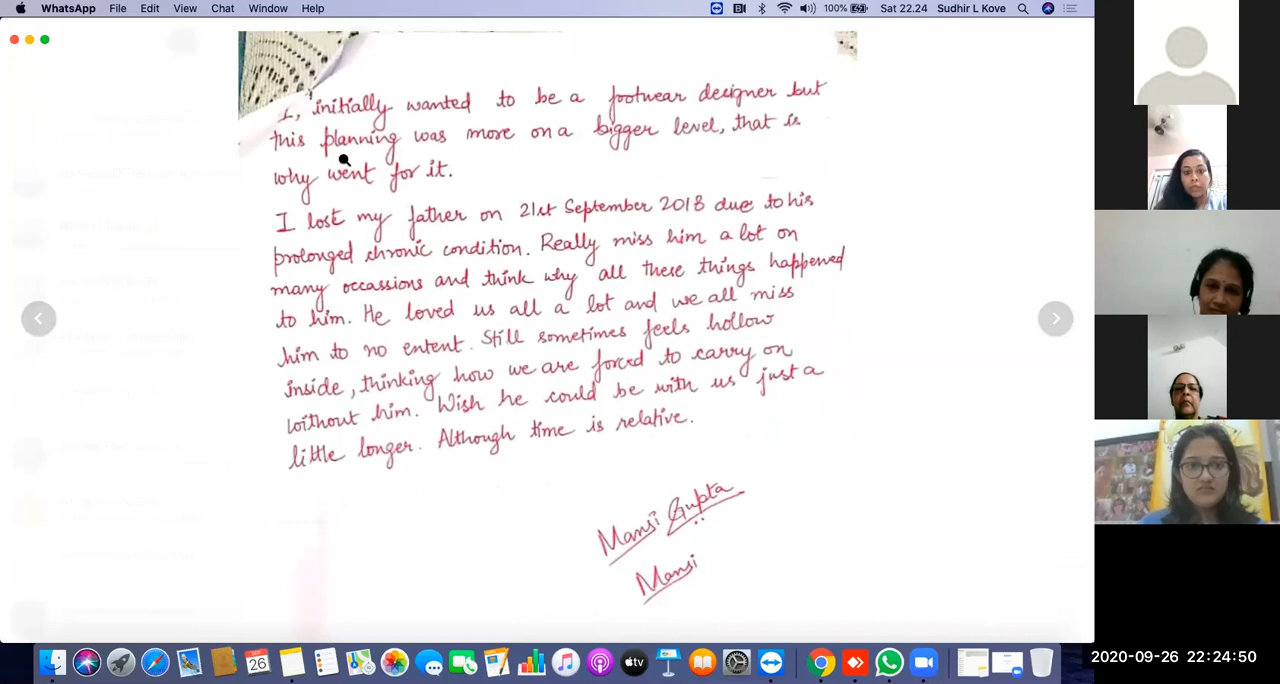 WhatsApp File Edit View Chat Window Help 100% Sat 22.24 Sudhir L Kove
I, initially wanted to be a footwear designer but
this planning was more on a bigger level, that is
why went for it.
I lost my father on 21st September 2018 due to his
prolonged chronic condition. Really miss him a lot on
many occassions and think why all these things happened
to him. He loved us all a lot and we all miss
him to no entent. Still sometimes feels hollow
inside, thinking how we are forced to carry on
without him. Wish he could be with us just a
little longer. Although time is relative.
Mansi Gupta
Mansi
SEP
26
tv
2020-09-26 22:24:50